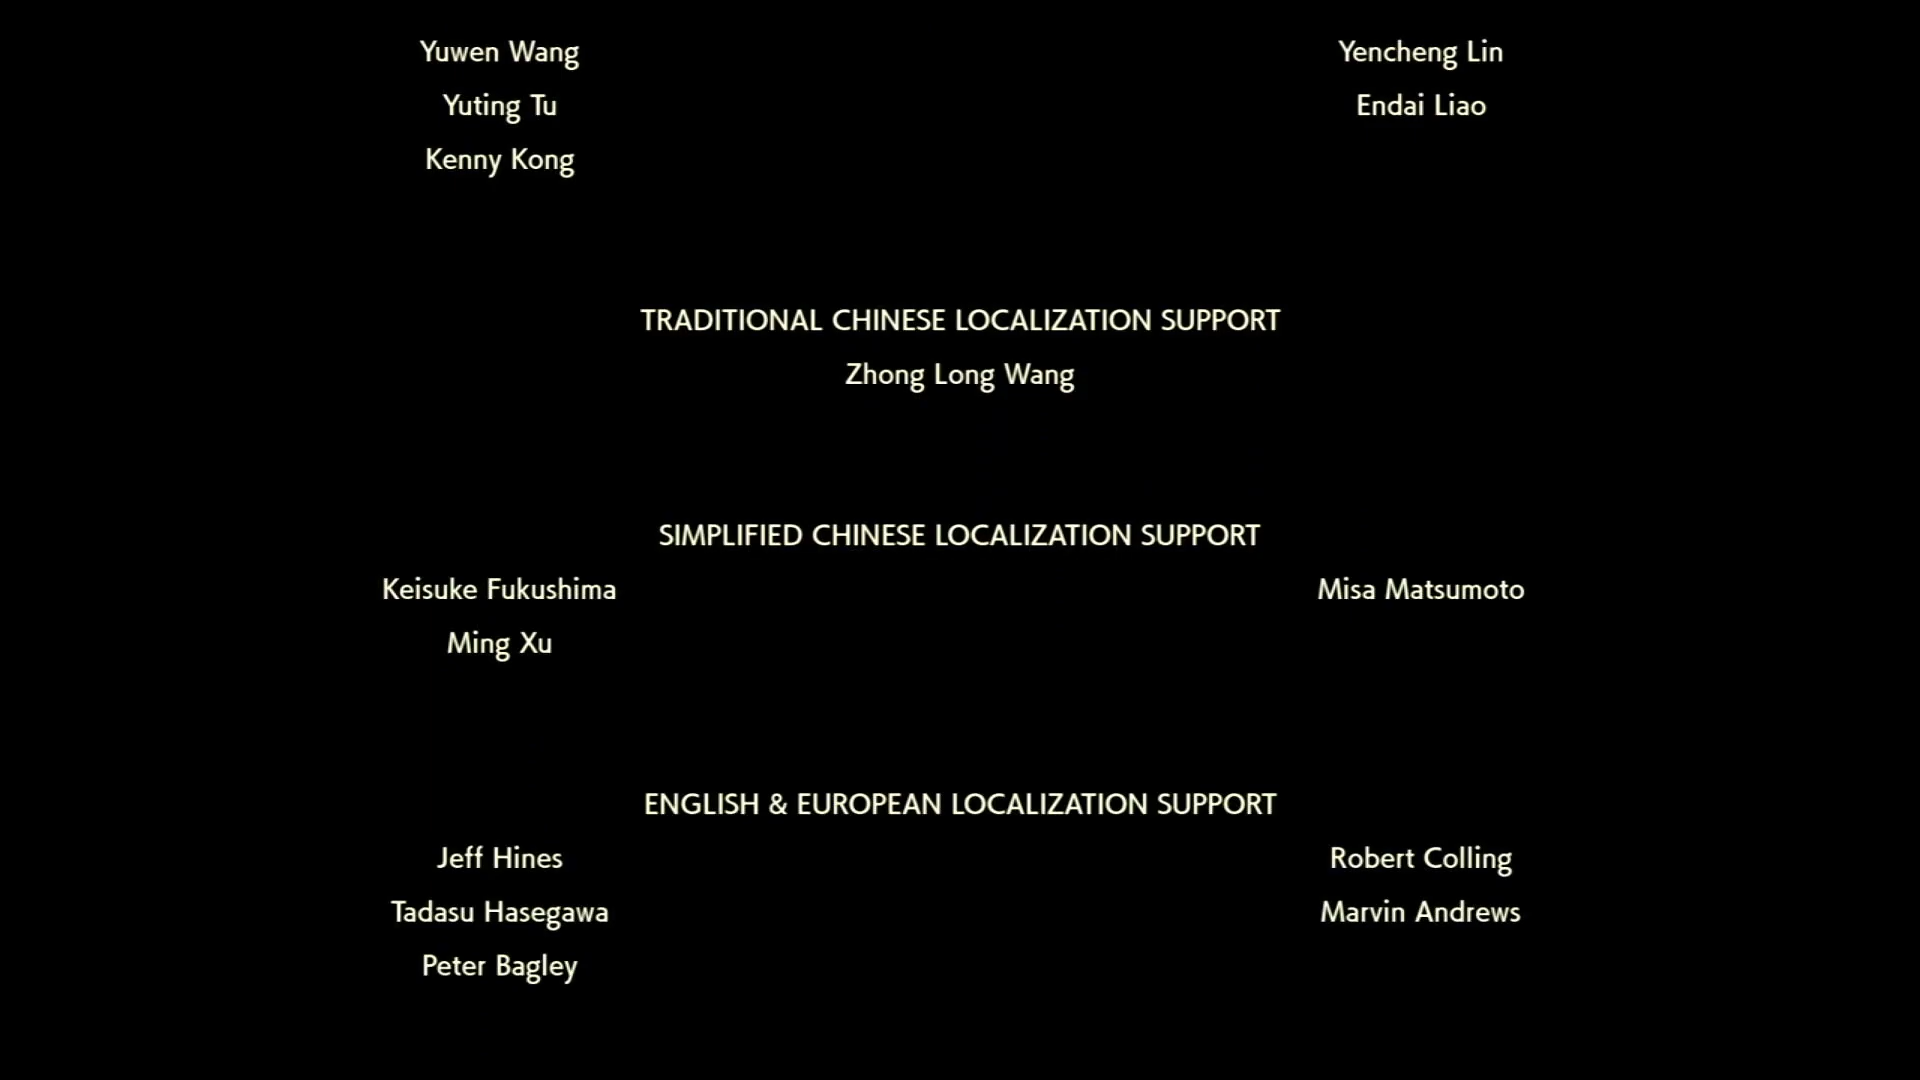 Yuwen Wang Yencheng Lin
Yuting Tu Endai Liao
Kenny Kong
TRADITIONAL CHINESE LOCALIZATION SUPPORT
Zhong Long Wang
SIMPLIFIED CHINESE LOCALIZATION SUPPORT
Keisuke Fukushima Misa Matsumoto
Ming Xu
ENGLISH & EUROPEAN LOCALIZATION SUPPORT
Jeff Hines Robert Colling
Tadasu Hasegawa Marvin Andrews
Peter Bagley